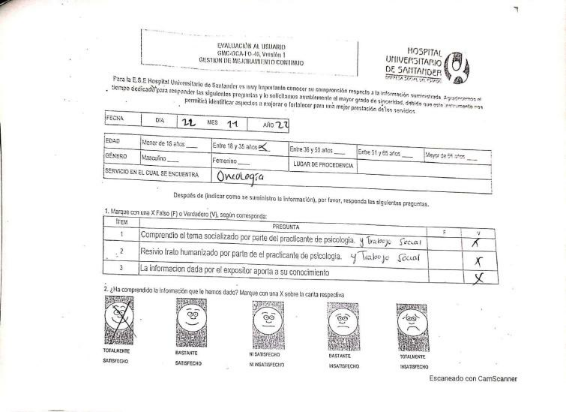 EVALUACIÓN AL USUARIO
GMC-OCA-FO-40, Versión 1
GESTIÓN DE MEJORAMIENTO CONTINUO
HOSPITAL
UNIVERSITARIO
DE SANTANDER
EMPRESA SOCIAL DEL ESTADO
Para la E.S.E Hospital Universitario de Santander es muy importante conocer su comprensión respecto a la información suministrada. Agradecemos el
tiempo dedicado para responder las siguientes preguntas y le solicitamos amablemente el mayor grado de sinceridad, debido que este instrumento nos
permitirá identificar aspectos a mejorar o fortalecer para una mejor prestación de los servicios.
FECHA DIA 22 MES 11 AÑO 22
EDAD Menor de 18 años ___ Entre 18 y 35 años X Entre 36 y 50 años ___ Entre 51 y 65 años ___ Mayor de 65 años ___
GÉNERO Masculino ___ Femenino ___ LUGAR DE PROCEDENCIA
SERVICIO EN EL CUAL SE ENCUENTRA Oncología
Después de (indicar como se suministro la información), por favor, responda las siguientes preguntas.
1. Marque con una X Falso (F) o Verdadero (V), según corresponda:
ÍTEM PREGUNTA F V
1 Comprendio el tema socializado por parte del practicante de psicologia. y Trabajo Social X
2 Resivio trato humanizado por parte de el practicante de psicologia. y Trabajo Social X
3 La informacion dada por el expositor aporta a su conocimiento X
2. ¿Ha comprendido la información que le hemos dado? Marque con una X sobre la carita respectiva
TOTALMENTE BASTANTE NI SATISFECHO BASTANTE TOTALMENTE
SATISFECHO SATISFECHO NI INSATISFECHO INSATISFECHO INSATISFECHO
Escaneado con CamScanner